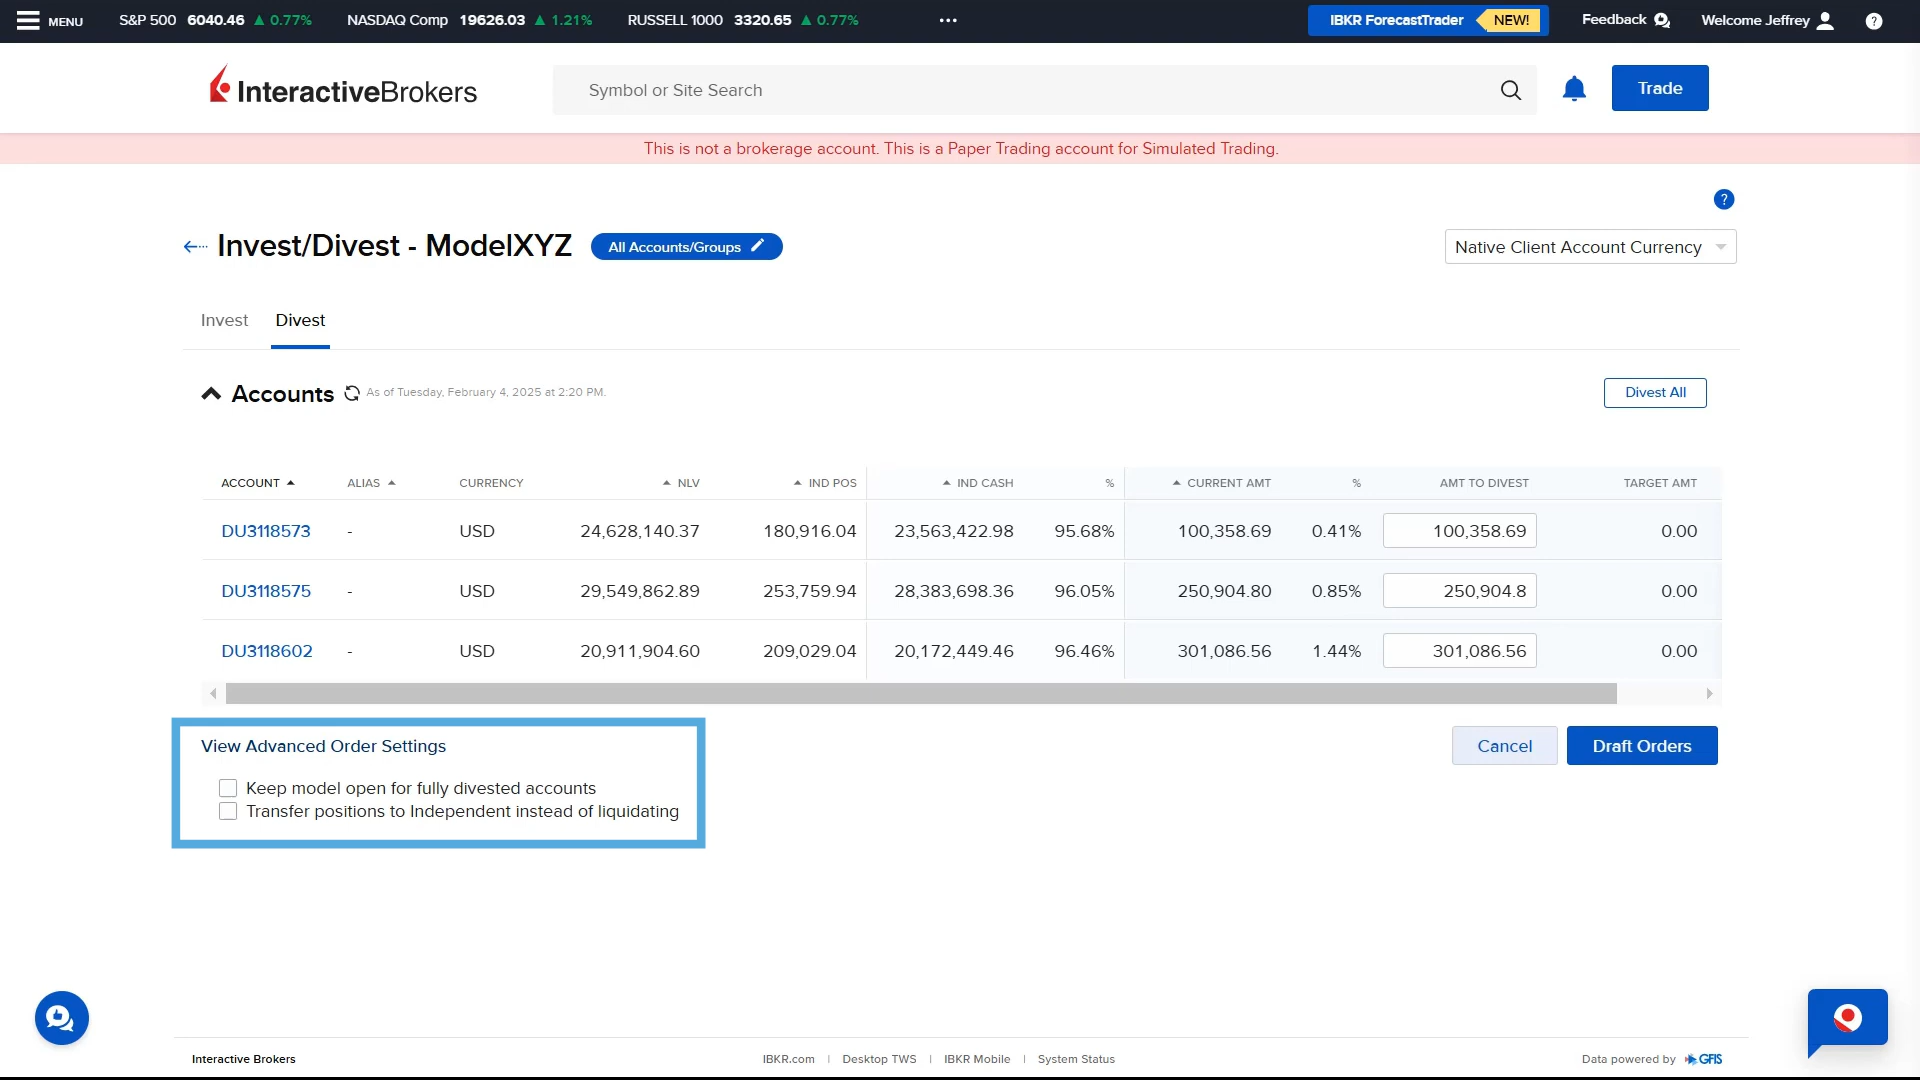 MENU S&P 500 6040.46 ▲ 0.77% NASDAQ Comp 19626.03 ▲ 1.21% RUSSELL 1000 3320.65 ▲ 0.77% ••• IBKR ForecastTrader NEW! Feedback Welcome Jeffrey ?
InteractiveBrokers Symbol or Site Search Trade
This is not a brokerage account. This is a Paper Trading account for Simulated Trading.
?
Invest/Divest - ModelXYZ All Accounts/Groups Native Client Account Currency
Invest Divest
Accounts As of Tuesday, February 4, 2025 at 2:20 PM. Divest All
ACCOUNT ALIAS CURRENCY NLV IND POS IND CASH % CURRENT AMT % AMT TO DIVEST TARGET AMT
DU3118573 - USD 24,628,140.37 180,916.04 23,563,422.98 95.68% 100,358.69 0.41% 100,358.69 0.00
DU3118575 - USD 29,549,862.89 253,759.94 28,383,698.36 96.05% 250,904.80 0.85% 250,904.8 0.00
DU3118602 - USD 20,911,904.60 209,029.04 20,172,449.46 96.46% 301,086.56 1.44% 301,086.56 0.00
View Advanced Order Settings Cancel Draft Orders
Keep model open for fully divested accounts
Transfer positions to Independent instead of liquidating
Interactive Brokers IBKR.com | Desktop TWS | IBKR Mobile | System Status Data powered by GFIS